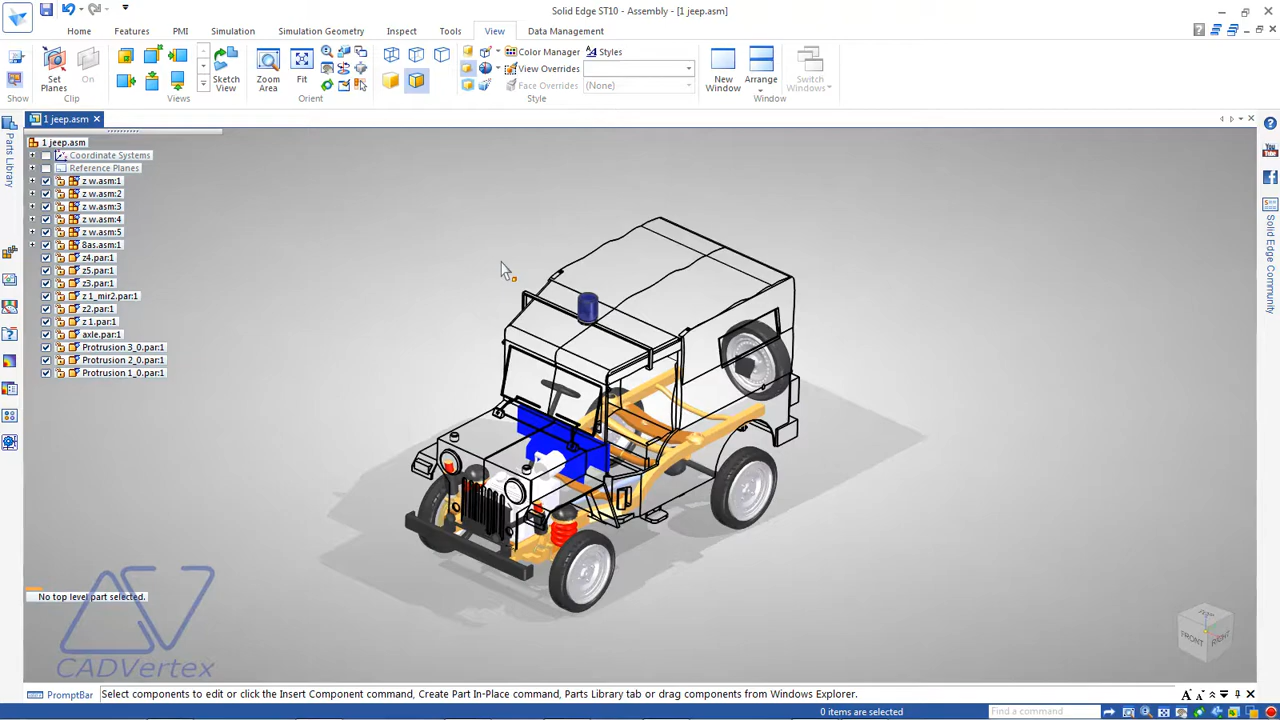 Solid Edge ST10 - Assembly - [1 jeep.asm]
Home Features PMI Simulation Simulation Geometry Inspect Tools View Data Management
Set Planes
On
Sketch View
Zoom Area
Fit
Color Manager
Styles
View Overrides
Face Overrides
(None)
New Window
Arrange
Switch Windows
Show Clip Views Orient Style Window
1 jeep.asm
Parts Library
YouTube
Solid Edge Community
1 jeep.asm
Coordinate Systems
Reference Planes
z w.asm:1
z w.asm:2
z w.asm:3
z w.asm:4
z w.asm:5
8as.asm:1
z4.par:1
z5.par:1
z3.par:1
z 1_mir2.par:1
z2.par:1
z 1.par:1
axle.par:1
Protrusion 3_0.par:1
Protrusion 2_0.par:1
Protrusion 1_0.par:1
No top level part selected.
CADVertex
TOP
FRONT
RIGHT
PromptBar
Select components to edit or click the Insert Component command, Create Part In-Place command, Parts Library tab or drag components from Windows Explorer.
0 items are selected
Find a command